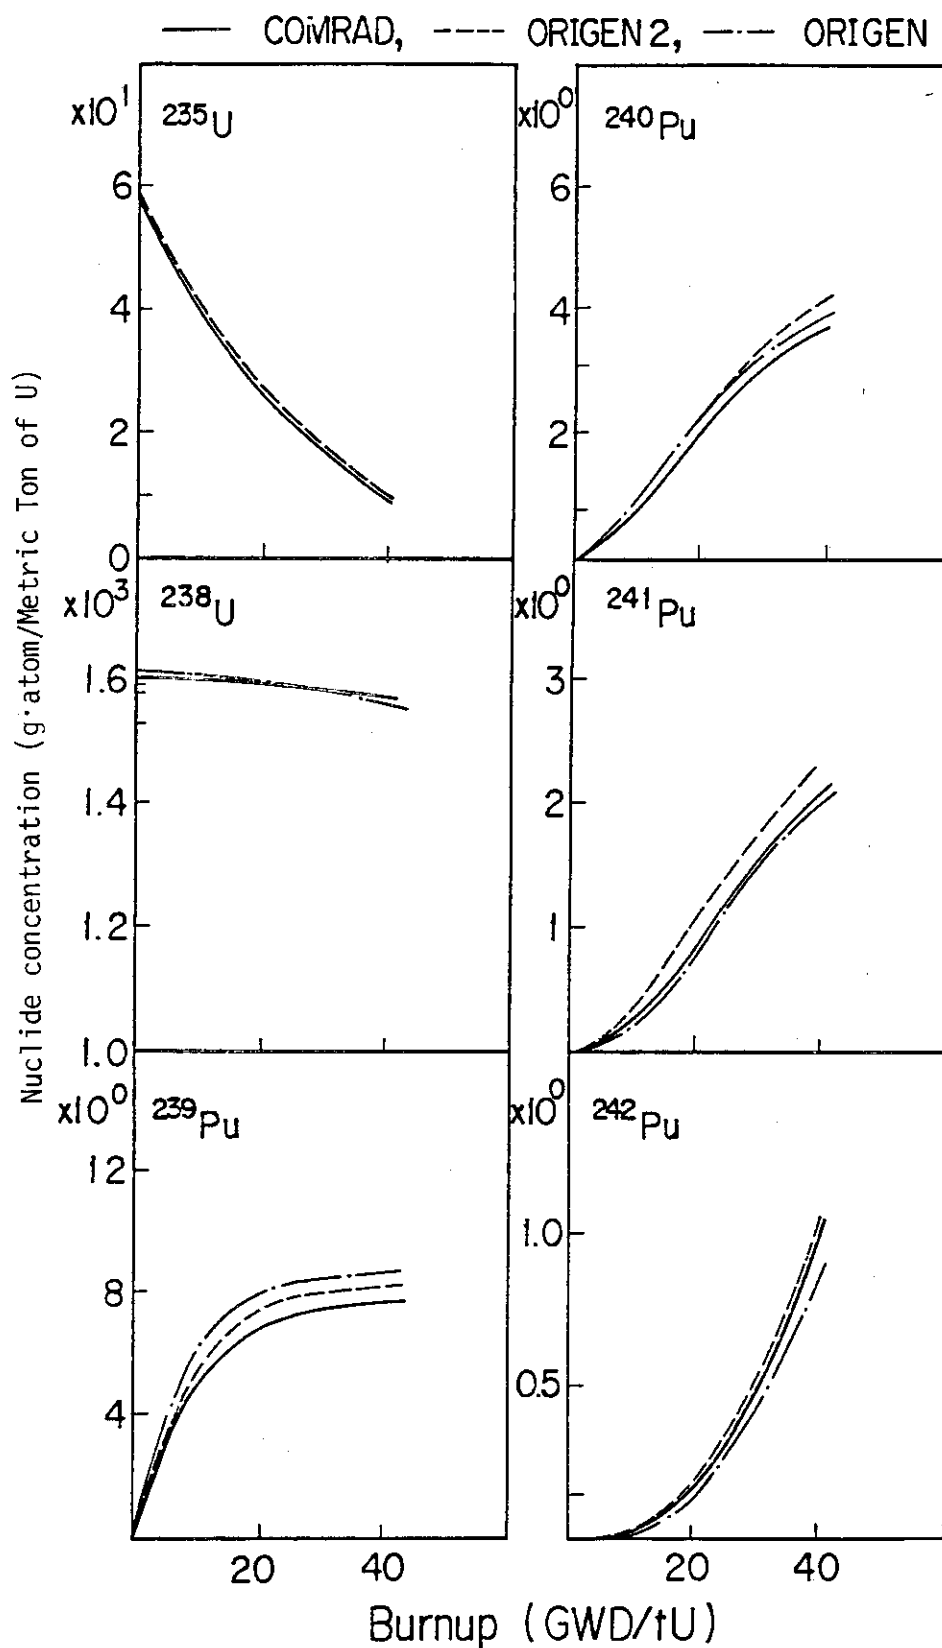 COMRAD, ORIGEN 2, ORIGEN
x10¹ ²³⁵U
6
4
2
0
x10⁰ ²⁴⁰Pu
6
4
2
x10³ ²³⁸U
1.6
1.4
1.2
1.0
x10⁰ ²⁴¹Pu
3
2
1
x10⁰ ²³⁹Pu
12
8
4
20 40
x10⁰ ²⁴²Pu
1.0
0.5
20 40
Nuclide concentration (g·atom/Metric Ton of U)
Burnup (GWD/tU)